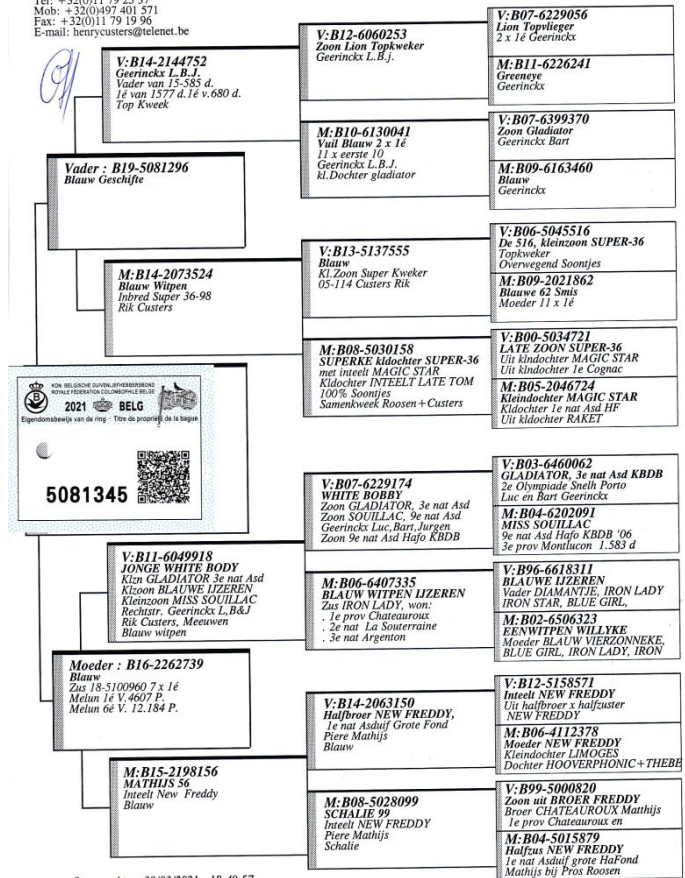 Mob: +32(0)497 401 571
Fax: +32(0)11 79 19 96
E-mail: henrycusters@telenet.be
V:B14-2144752
Geerinckx L.B.J.
Vader van 15-585 d.
1é van 1577 d.1é v.680 d.
Top Kweek
Vader : B19-5081296
Blauw Geschifte
M:B14-2073524
Blauw Witpen
Inbred Super 36-98
Rik Custers
KON. BELGISCHE DUIVENLIEFHEBBERSBOND
ROYALE FEDERATION COLOMBOPHILE BELGE
2021 BELG
Eigendomsbewijs van de ring - Titre de propriété de la bague
5081345
V:B11-6049918
JONGE WHITE BODY
Klzn GLADIATOR 3e nat Asd
Klzoon BLAUWE IJZEREN
Kleinzoon MISS SOUILLAC
Rechtstr. Geerinckx L,B&J
Rik Custers, Meeuwen
Blauw witpen
Moeder : B16-2262739
Blauw
Zus 18-5100960 7 x 1é
Melun 1é V.4607 P.
Melun 6é V. 12.184 P.
M:B15-2198156
MATHIJS 56
Inteelt New Freddy
Blauw
V:B12-6060253
Zoon Lion Topkweker
Geerinckx L.B.j.
M:B10-6130041
Vuil Blauw 2 x 1é
11 x eerste 10
Geerinckx L.B.J.
kl.Dochter gladiator
V:B13-5137555
Blauw
Kl.Zoon Super Kweker
05-114 Custers Rik
M:B08-5030158
SUPERKE kldochter SUPER-36
met inteelt MAGIC STAR
Kldochter INTEELT LATE TOM
100% Soontjes
Samenkweek Roosen+Custers
V:B07-6229174
WHITE BOBBY
Zoon GLADIATOR, 3e nat Asd
Zoon SOUILLAC, 9e nat Asd
Geerinckx Luc,Bart,Jurgen
Zoon 9e nat Asd Hafo KBDB
M:B06-6407335
BLAUW WITPEN IJZEREN
Zus IRON LADY, won:
. 1e prov Chateauroux
. 2e nat La Souterraine
. 3e nat Argenton
V:B14-2063150
Halfbroer NEW FREDDY,
1e nat Asduif Grote Fond
Piere Mathijs
Blauw
M:B08-5028099
SCHALIE 99
Inteelt NEW FREDDY
Piere Mathijs
Schalie
V:B07-6229056
Lion Topvlieger
2 x 1é Geerinckx
M:B11-6226241
Greeneye
Geerinckx
V:B07-6399370
Zoon Gladiator
Geerinckx Bart
M:B09-6163460
Blauw
Geerinckx
V:B06-5045516
De 516, kleinzoon SUPER-36
Topkweker
Overwegend Soontjes
M:B09-2021862
Blauwe 62 Smis
Moeder 11 x 1é
V:B00-5034721
LATE ZOON SUPER-36
Uit klndochter MAGIC STAR
Uit klndochter 1e Cognac
M:B05-2046724
Kleindochter MAGIC STAR
Kldochter 1e nat Asd HF
Uit kldochter RAKET
V:B03-6460062
GLADIATOR, 3e nat Asd KBDB
2e Olympiade Snelh Porto
Luc en Bart Geerinckx
M:B04-6202091
MISS SOUILLAC
9e nat Asd Hafo KBDB '06
3e prov Montlucon 1.583 d
V:B96-6618311
BLAUWE IJZEREN
Vader DIAMANTJE, IRON LADY
IRON STAR, BLUE GIRL,
M:B02-6506323
EENWITPEN WILLYKE
Moeder BLAUW VIERZONNEKE,
BLUE GIRL, IRON LADY, IRON
V:B12-5158571
Inteelt NEW FREDDY
Uit halfbroer x halfzuster
NEW FREDDY
M:B06-4112378
Moeder NEW FREDDY
Kleindochter LIMOGES
Dochter HOOVERPHONIC+THEBE
V:B99-5000820
Zoon uit BROER FREDDY
Broer CHATEAUROUX Matthijs
1e prov Chateauroux en
M:B04-5015879
Halfzus NEW FREDDY
1e nat Asduif grote HaFond
Mathijs bij Pros Roosen